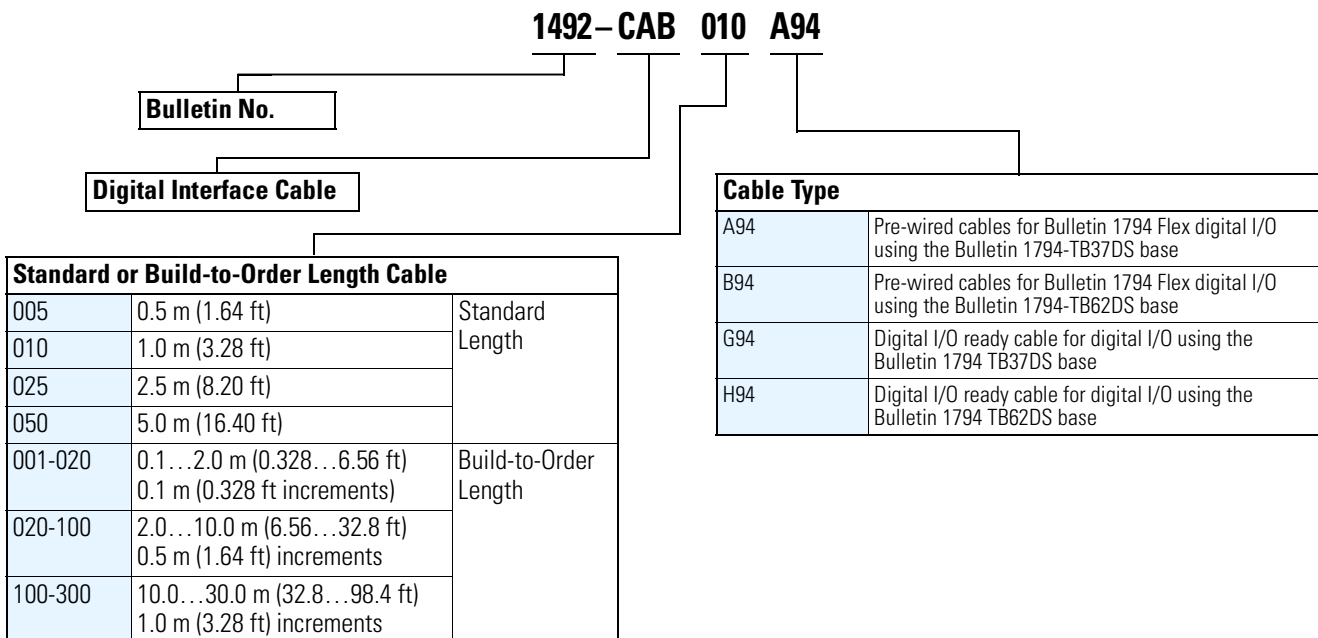 1492–CAB 010 A94
Bulletin No.
Digital Interface Cable
Standard or Build-to-Order Length Cable
005 0.5 m (1.64 ft) Standard
Length
010 1.0 m (3.28 ft)
025 2.5 m (8.20 ft)
050 5.0 m (16.40 ft)
001-020 0.1...2.0 m (0.328...6.56 ft) Build-to-Order
0.1 m (0.328 ft increments) Length
020-100 2.0...10.0 m (6.56...32.8 ft)
0.5 m (1.64 ft) increments
100-300 10.0...30.0 m (32.8...98.4 ft)
1.0 m (3.28 ft) increments
Cable Type
A94 Pre-wired cables for Bulletin 1794 Flex digital I/O
using the Bulletin 1794-TB37DS base
B94 Pre-wired cables for Bulletin 1794 Flex digital I/O
using the Bulletin 1794-TB62DS base
G94 Digital I/O ready cable for digital I/O using the
Bulletin 1794 TB37DS base
H94 Digital I/O ready cable for digital I/O using the
Bulletin 1794 TB62DS base